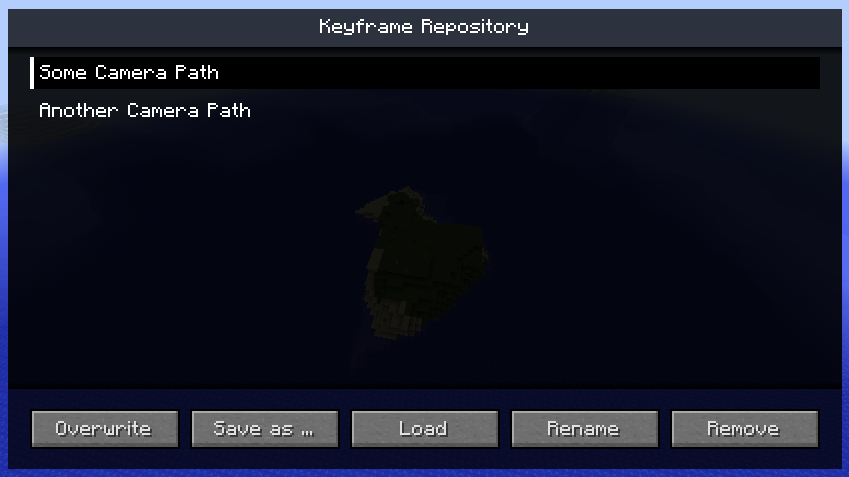 Keyframe Repository
Some Camera Path
Another Camera Path
Overwrite
Save as ...
Load
Rename
Remove